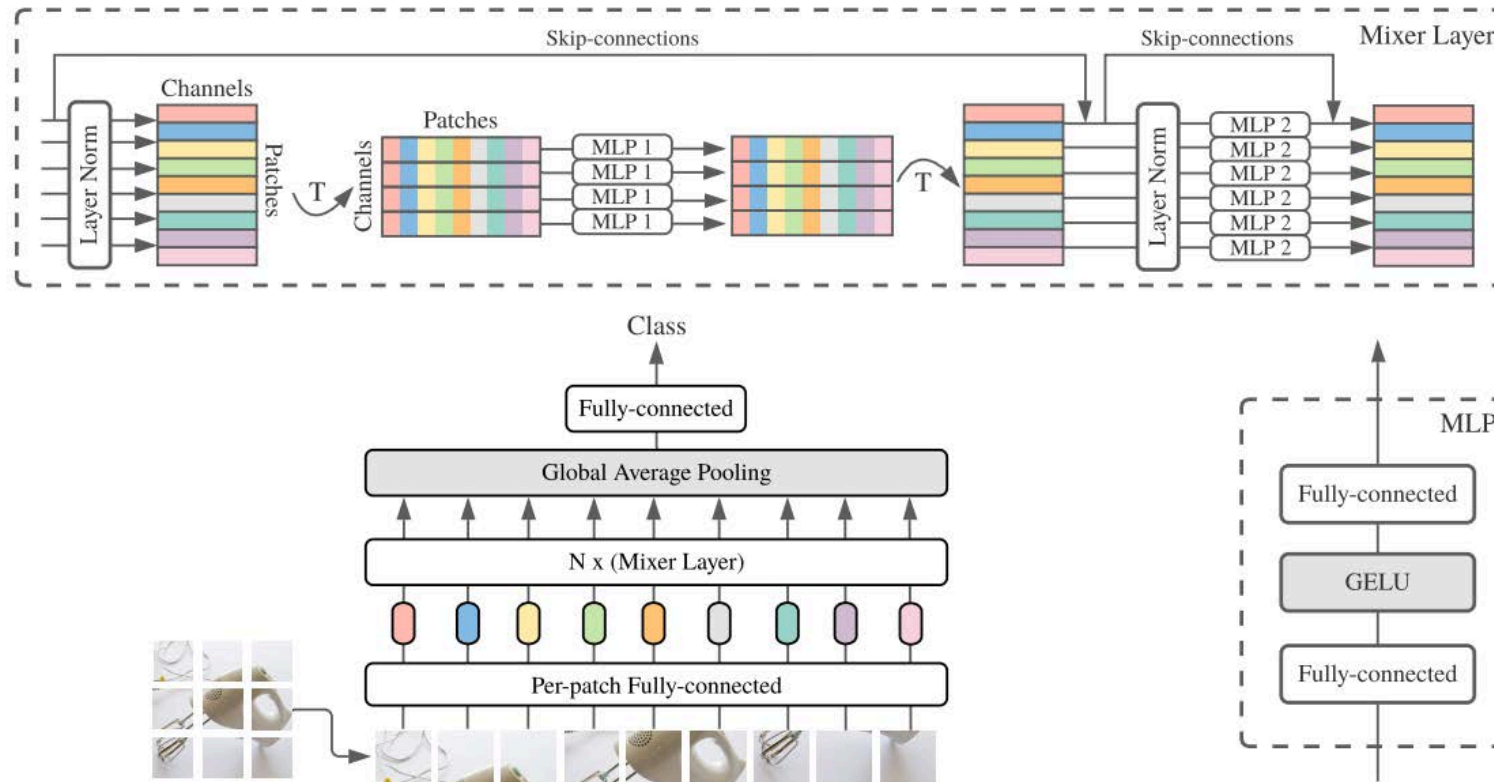 Skip-connections
Skip-connections
Mixer Layer
Channels
Layer Norm
Patches
T
Patches
Channels
MLP 1
MLP 1
MLP 1
MLP 1
T
Layer Norm
MLP 2
MLP 2
MLP 2
MLP 2
MLP 2
MLP 2
Class
Fully-connected
Global Average Pooling
N x (Mixer Layer)
Per-patch Fully-connected
MLP
Fully-connected
GELU
Fully-connected